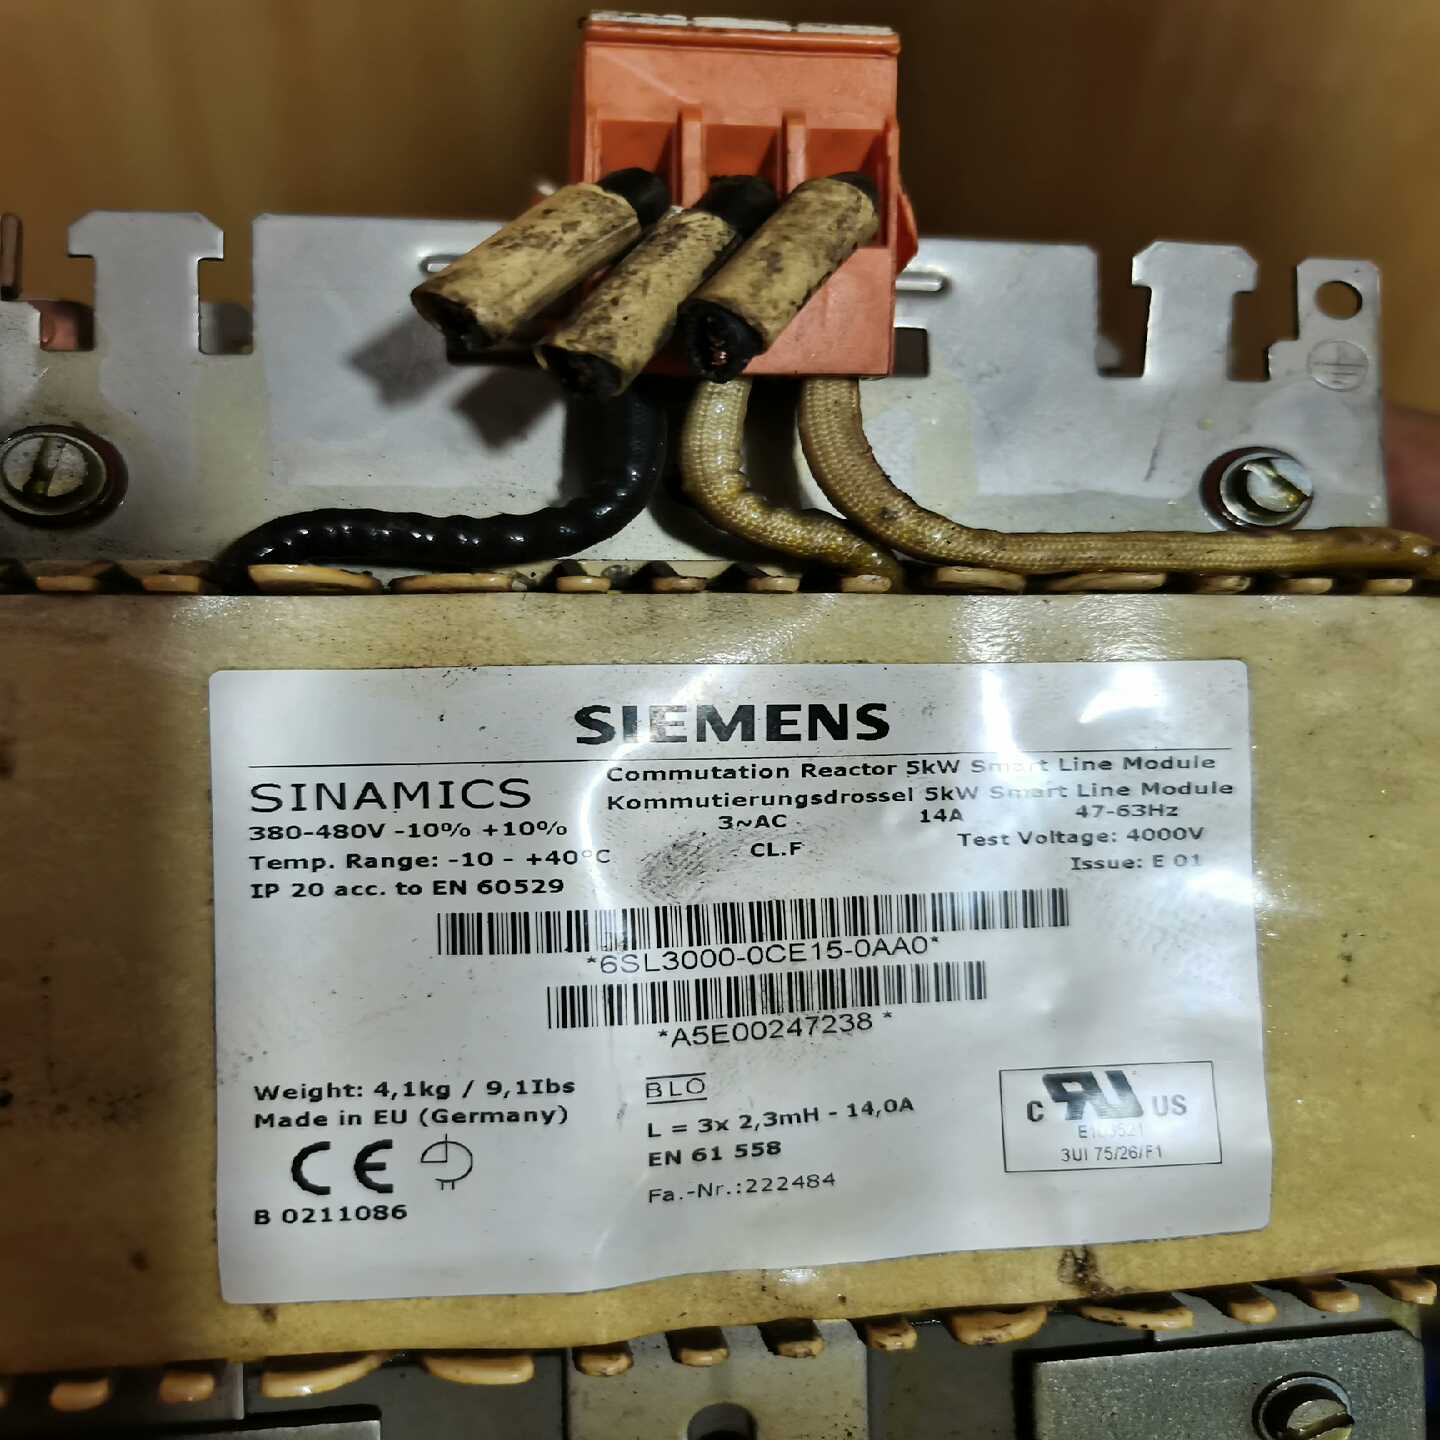 SIEMENS
SINAMICS
Commutation Reactor 5kW Smart Line Module
Kommutierungsdrossel 5kW Smart Line Module
380-480V -10% +10%
3~AC
14A
47-63Hz
Temp. Range: -10 - +40°C
CL.F
Test Voltage: 4000V
IP 20 acc. to EN 60529
Issue: E 01
*6SL3000-0CE15-0AA0*
*A5E00247238*
Weight: 4,1kg / 9,1Ibs
Made in EU (Germany)
CE
B 0211086
BLO
L = 3x 2,3mH - 14,0A
EN 61 558
Fa.-Nr.:222484
C
US
3UI 75/26/F1